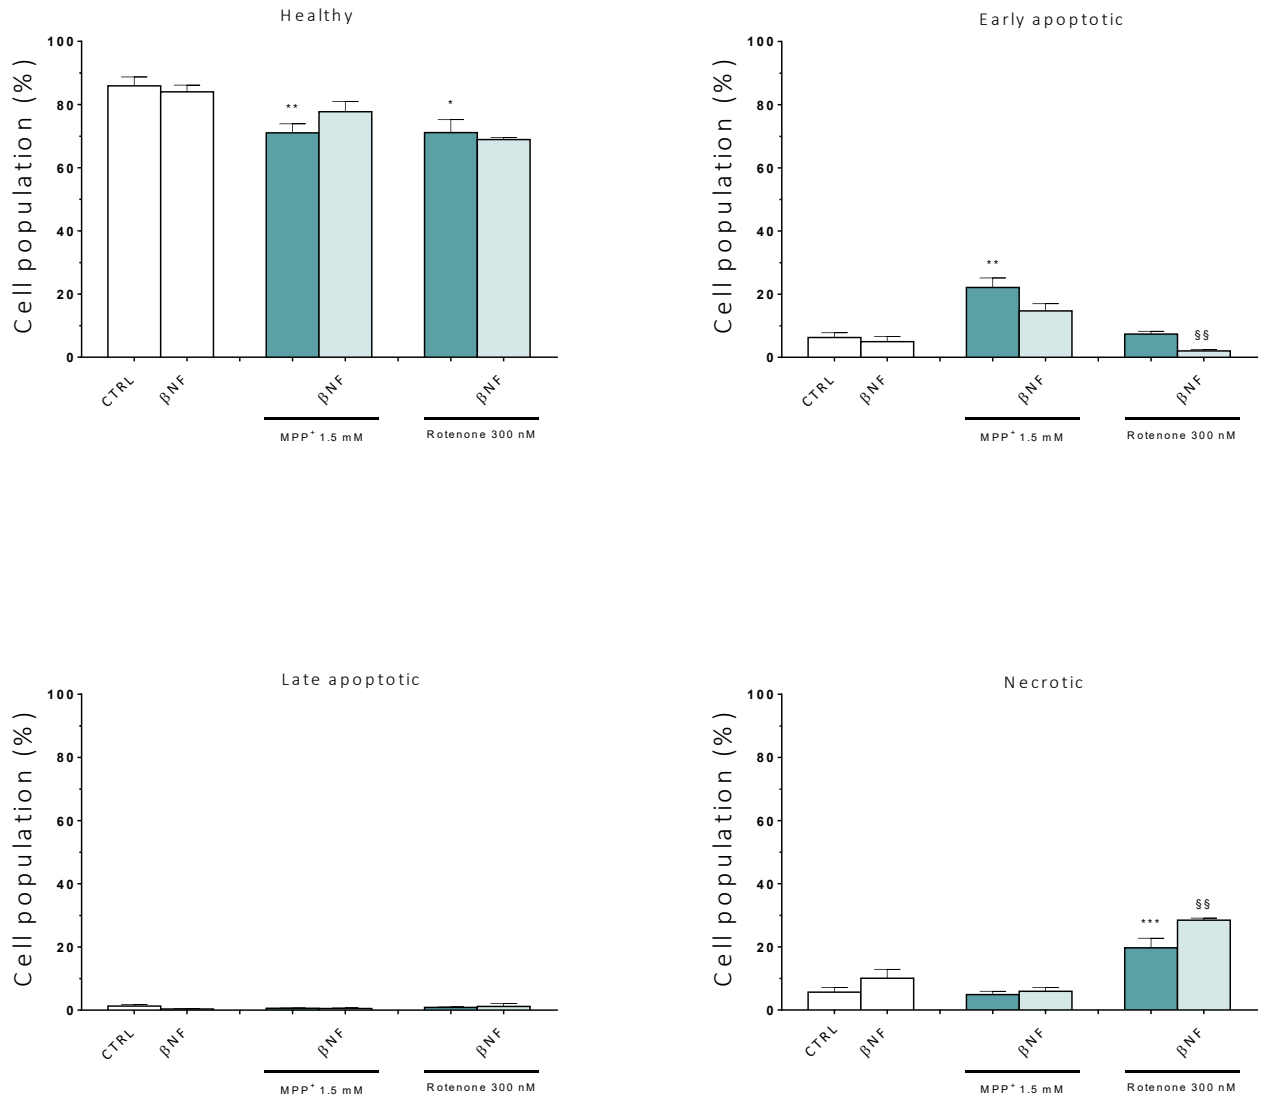 Healthy
Cell population (%)
100
80
60
40
20
0
**
*
CTRL
βNF
βNF
βNF
MPP+ 1.5 mM
Rotenone 300 nM
Early apoptotic
Cell population (%)
100
80
60
40
20
0
**
§§
CTRL
βNF
βNF
βNF
MPP+ 1.5 mM
Rotenone 300 nM
Late apoptotic
Cell population (%)
100
80
60
40
20
0
CTRL
βNF
βNF
βNF
MPP+ 1.5 mM
Rotenone 300 nM
Necrotic
Cell population (%)
100
80
60
40
20
0
***
§§
CTRL
βNF
βNF
βNF
MPP+ 1.5 mM
Rotenone 300 nM